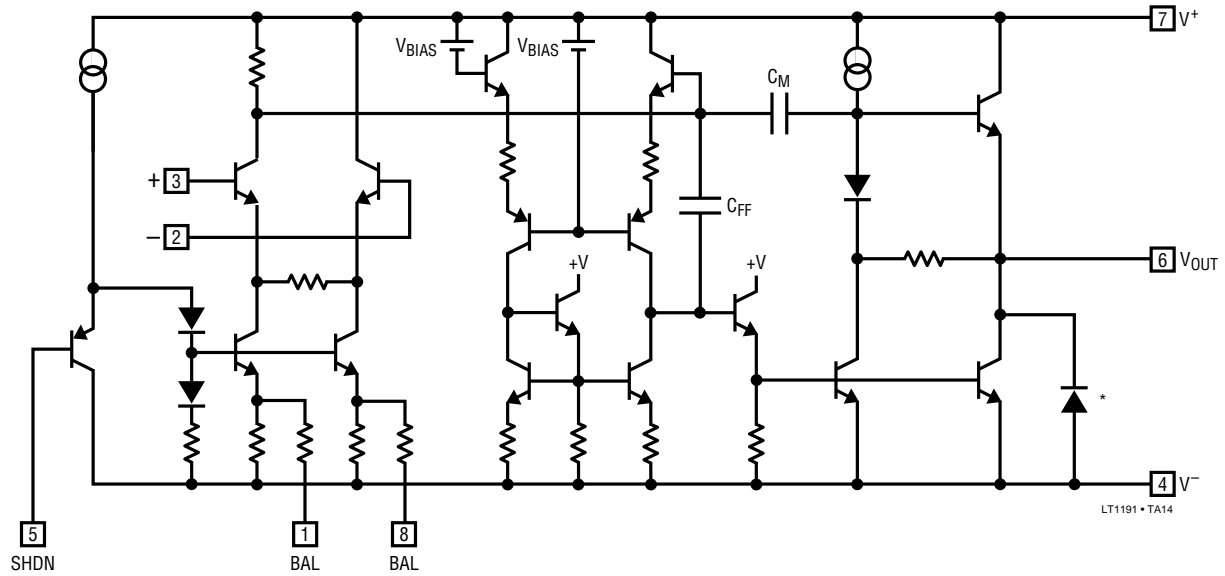 7 V+
VBIAS
VBIAS
CM
+ 3
CFF
− 2
+V
+V
6 VOUT
*
4 V−
LT1191 • TA14
5
SHDN
1
BAL
8
BAL